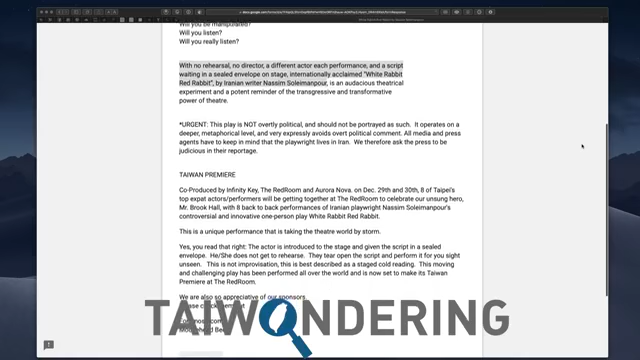 Will you be manipulated?
Will you listen?
Will you really listen?
With no rehearsal, no director, a different actor each performance, and a script
waiting in a sealed envelope on stage, internationally acclaimed "White Rabbit
Red Rabbit", by Iranian writer Nassim Soleimanpour, is an audacious theatrical
experiment and a potent reminder of the transgressive and transformative
power of theatre.
*URGENT: This play is NOT overtly political, and should not be portrayed as such. It operates on a
deeper, metaphorical level, and very expressly avoids overt political comment. All media and press
agents have to keep in mind that the playwright lives in Iran. We therefore ask the press to be
judicious in their reportage.
TAIWAN PREMIERE
Co-Produced by Infinity Key, The RedRoom and Aurora Nova. on Dec. 29th and 30th, 8 of Taipei's
top expat actors/performers will be getting together at The RedRoom to celebrate our unsung hero,
Mr. Brook Hall, with 8 back to back performances of Iranian playwright Nassim Soleimanpour's
controversial and innovative one-person play White Rabbit Red Rabbit.
This is a unique performance that is taking the theatre world by storm.
Yes, you read that right: The actor is introduced to the stage and given the script in a sealed
envelope. He/She does not get to rehearse. They tear open the script and perform it for you sight
unseen. This is not improvisation, this is best described as a staged cold reading. This moving
and challenging play has been performed all over the world and is now set to make its Taiwan
Premiere at The RedRoom.
We are also so appreciative of our sponsors.
TAIWONDERING